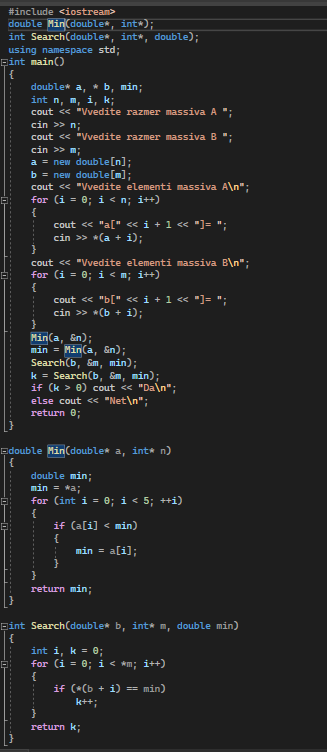 #include <iostream>
double Min(double*, int*);
int Search(double*, int*, double);
using namespace std;
int main()
{
double* a, * b, min;
int n, m, i, k;
cout << "Vvedite razmer massiva A ";
cin >> n;
cout << "Vvedite razmer massiva B ";
cin >> m;
a = new double[n];
b = new double[m];
cout << "Vvedite elementi massiva A\n";
for (i = 0; i < n; i++)
{
cout << "a[" << i + 1 << "]= ";
cin >> *(a + i);
}
cout << "Vvedite elementi massiva B\n";
for (i = 0; i < m; i++)
{
cout << "b[" << i + 1 << "]= ";
cin >> *(b + i);
}
Min(a, &n);
min = Min(a, &n);
Search(b, &m, min);
k = Search(b, &m, min);
if (k > 0) cout << "Da\n";
else cout << "Net\n";
return 0;
}
double Min(double* a, int* n)
{
double min;
min = *a;
for (int i = 0; i < 5; ++i)
{
if (a[i] < min)
{
min = a[i];
}
}
return min;
}
int Search(double* b, int* m, double min)
{
int i, k = 0;
for (i = 0; i < *m; i++)
{
if (*(b + i) == min)
k++;
}
return k;
}